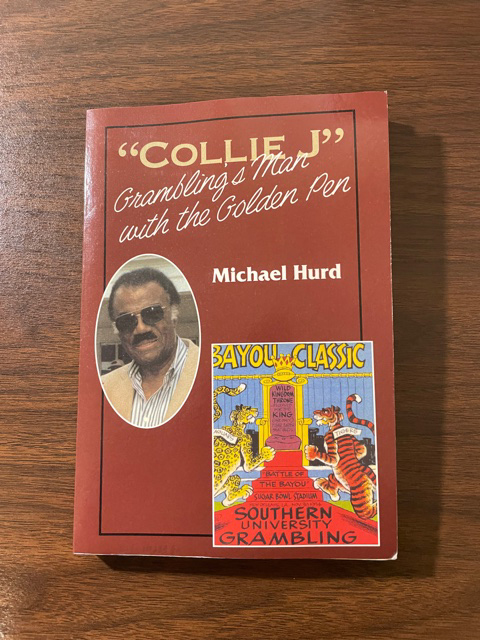 “COLLIE J”
Grambling's Man
with the Golden Pen
Michael Hurd
BAYOU CLASSIC
WILD
KINGDOM
THRONE
KING
BATTLE OF
THE BAYOU
SUGAR BOWL STADIUM
SOUTHERN
UNIVERSITY
GRAMBLING